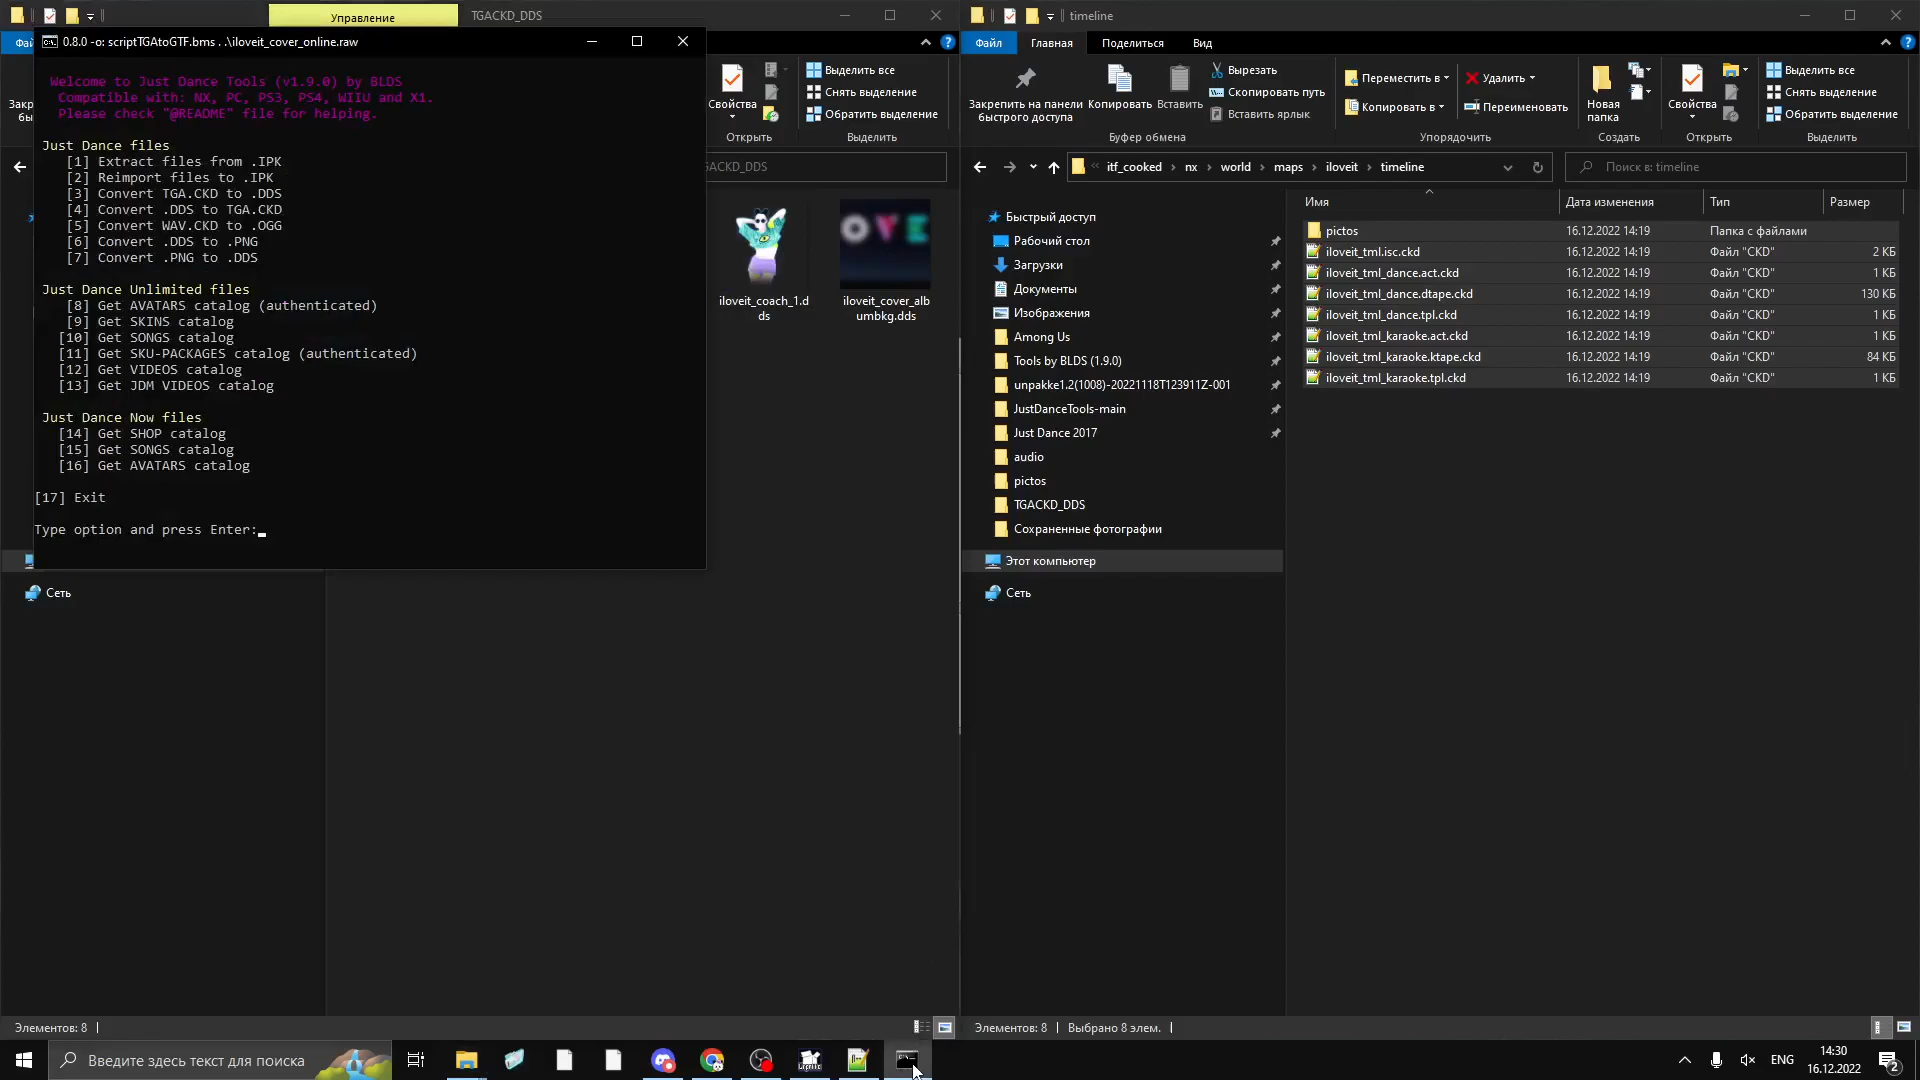 Управление
TGACKD_DDS
0.8.0 -o: scriptTGAtoGTF.bms ..\iloveit_cover_online.raw
Welcome to Just Dance Tools (v1.9.0) by BLDS
Compatible with: NX, PC, PS3, PS4, WIIU and X1.
Please check "@README" file for helping.
Just Dance files
[1] Extract files from .IPK
[2] Reimport files to .IPK
[3] Convert TGA.CKD to .DDS
[4] Convert .DDS to TGA.CKD
[5] Convert WAV.CKD to .OGG
[6] Convert .DDS to .PNG
[7] Convert .PNG to .DDS
Just Dance Unlimited files
[8] Get AVATARS catalog (authenticated)
[9] Get SKINS catalog
[10] Get SONGS catalog
[11] Get SKU-PACKAGES catalog (authenticated)
[12] Get VIDEOS catalog
[13] Get JDM VIDEOS catalog
Just Dance Now files
[14] Get SHOP catalog
[15] Get SONGS catalog
[16] Get AVATARS catalog
[17] Exit
Type option and press Enter:
Свойства
Выделить все
Снять выделение
Обратить выделение
Открыть
Выделить
GACKD_DDS
OVE
iloveit_coach_1.d
ds
iloveit_cover_alb
umbkg.dds
Сеть
Элементов: 8
timeline
Файл
Главная
Поделиться
Вид
Закрепить на панели
быстрого доступа
Копировать
Вставить
Вырезать
Скопировать путь
Вставить ярлык
Буфер обмена
Переместить в
Копировать в
Удалить
Переименовать
Упорядочить
Новая
папка
Создать
Свойства
Открыть
Выделить все
Снять выделение
Обратить выделение
Выделить
« itf_cooked › nx › world › maps › iloveit › timeline
Поиск в: timeline
Быстрый доступ
Рабочий стол
Загрузки
Документы
Изображения
Among Us
Tools by BLDS (1.9.0)
unpakke1.2(1008)-20221118T123911Z-001
JustDanceTools-main
Just Dance 2017
audio
pictos
TGACKD_DDS
Сохраненные фотографии
Этот компьютер
Сеть
Имя Дата изменения Тип Размер
pictos 16.12.2022 14:19 Папка с файлами
iloveit_tml.isc.ckd 16.12.2022 14:19 Файл "CKD" 2 КБ
iloveit_tml_dance.act.ckd 16.12.2022 14:19 Файл "CKD" 1 КБ
iloveit_tml_dance.dtape.ckd 16.12.2022 14:19 Файл "CKD" 130 КБ
iloveit_tml_dance.tpl.ckd 16.12.2022 14:19 Файл "CKD" 1 КБ
iloveit_tml_karaoke.act.ckd 16.12.2022 14:19 Файл "CKD" 1 КБ
iloveit_tml_karaoke.ktape.ckd 16.12.2022 14:19 Файл "CKD" 84 КБ
iloveit_tml_karaoke.tpl.ckd 16.12.2022 14:19 Файл "CKD" 1 КБ
Элементов: 8
Выбрано 8 элем.
Введите здесь текст для поиска
ENG
14:30
16.12.2022
2